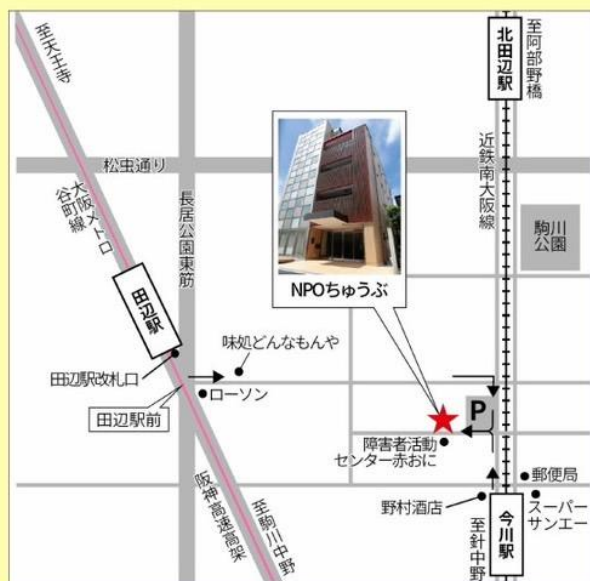 至天王寺
北田辺駅
至阿部野橋
松虫通り
大阪メトロ
谷町線
長居公園東筋
近鉄南大阪線
駒川
公園
NPOちゅうぶ
田辺駅
味処どんなもんや
田辺駅改札口
ローソン
田辺駅前
P
障害者活動
センター赤おに
阪神高速高架
至駒川中野
野村酒店
至針中野
今川駅
郵便局
スーパー
サンエー